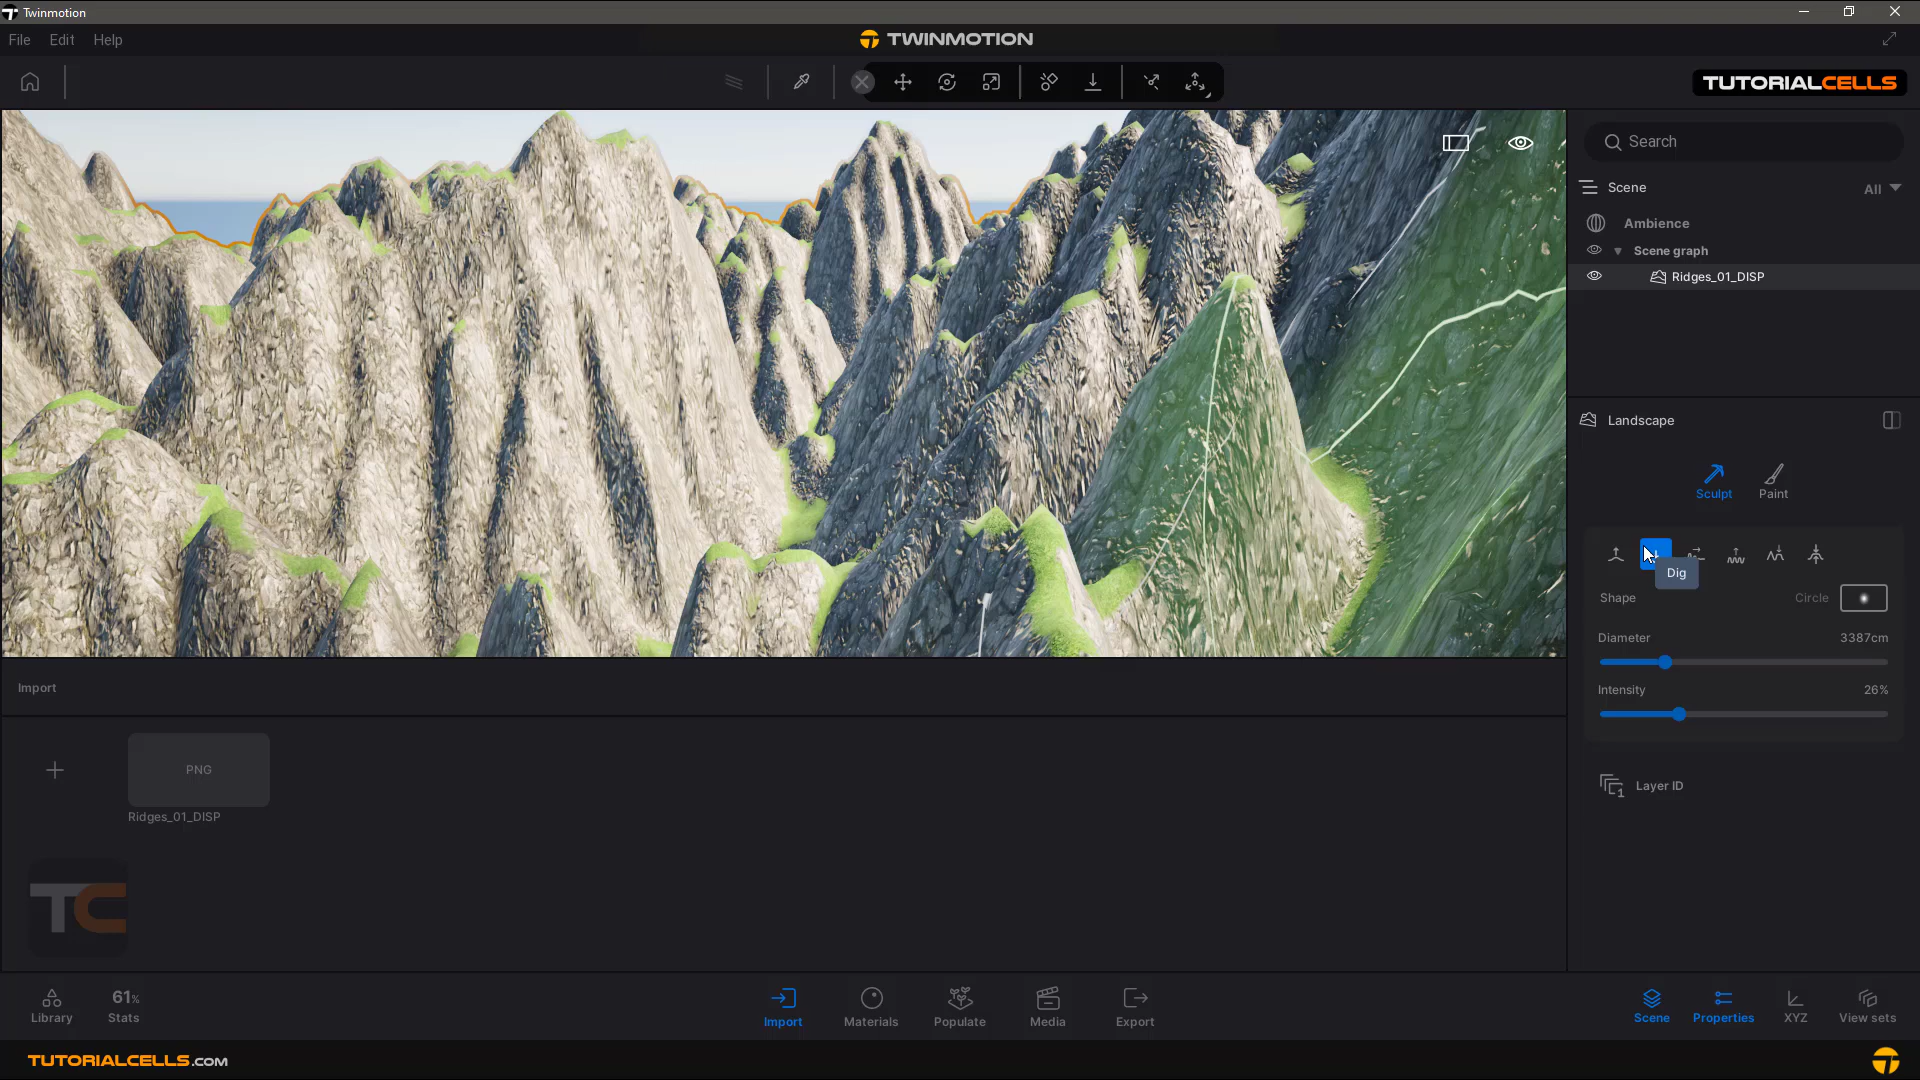 Twinmotion
File Edit Help
TWINMOTION
TUTORIALCELLS
Search
Scene All
Ambience
Scene graph
Ridges_01_DISP
Landscape
Sculpt Paint
Dig
Shape Circle
Diameter 3387cm
Intensity 26%
Layer ID
1
Import
PNG
Ridges_01_DISP
TC
Library
61% Stats
Import Materials Populate Media Export
Scene Properties XYZ View sets
TUTORIALCELLS.COM